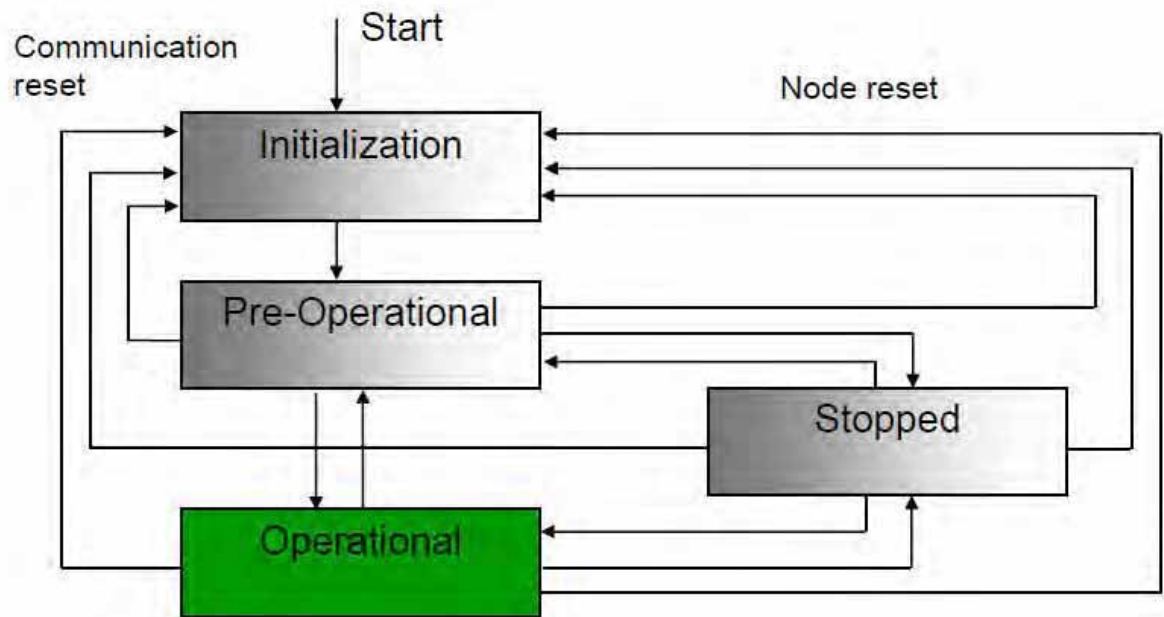 Start
Communication
reset
Node reset
Initialization
Pre-Operational
Stopped
Operational